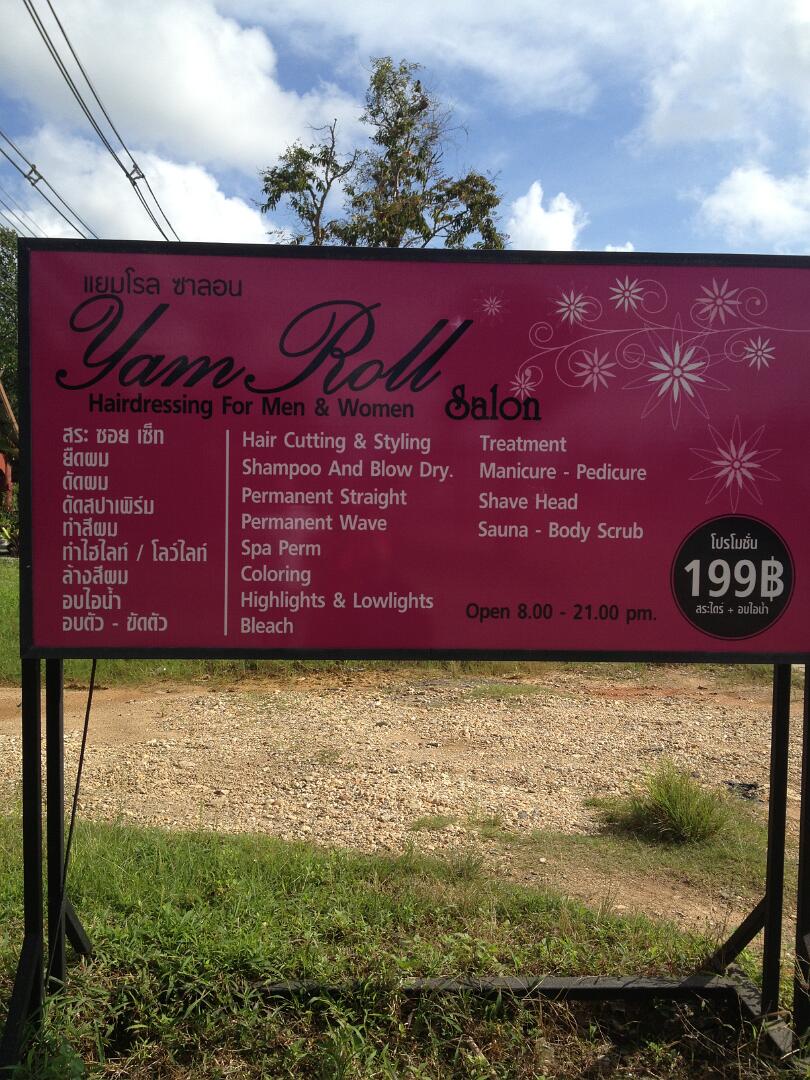 แยมโรล ซาลอน
Yam Roll
Hairdressing For Men & Women Salon
สระ ซอย เซ็ท
ยืดผม
ดัดผม
ดัดสปาเพิร์ม
ทำสีผม
ทำไฮไลท์ / โลว์ไลท์
ล้างสีผม
อบไอน้ำ
อบตัว - ขัดตัว
Hair Cutting & Styling
Shampoo And Blow Dry.
Permanent Straight
Permanent Wave
Spa Perm
Coloring
Highlights & Lowlights
Bleach
Treatment
Manicure - Pedicure
Shave Head
Sauna - Body Scrub
Open 8.00 - 21.00 pm.
โปรโมชั่น
199฿
สระไดร์ + อบไอน้ำ